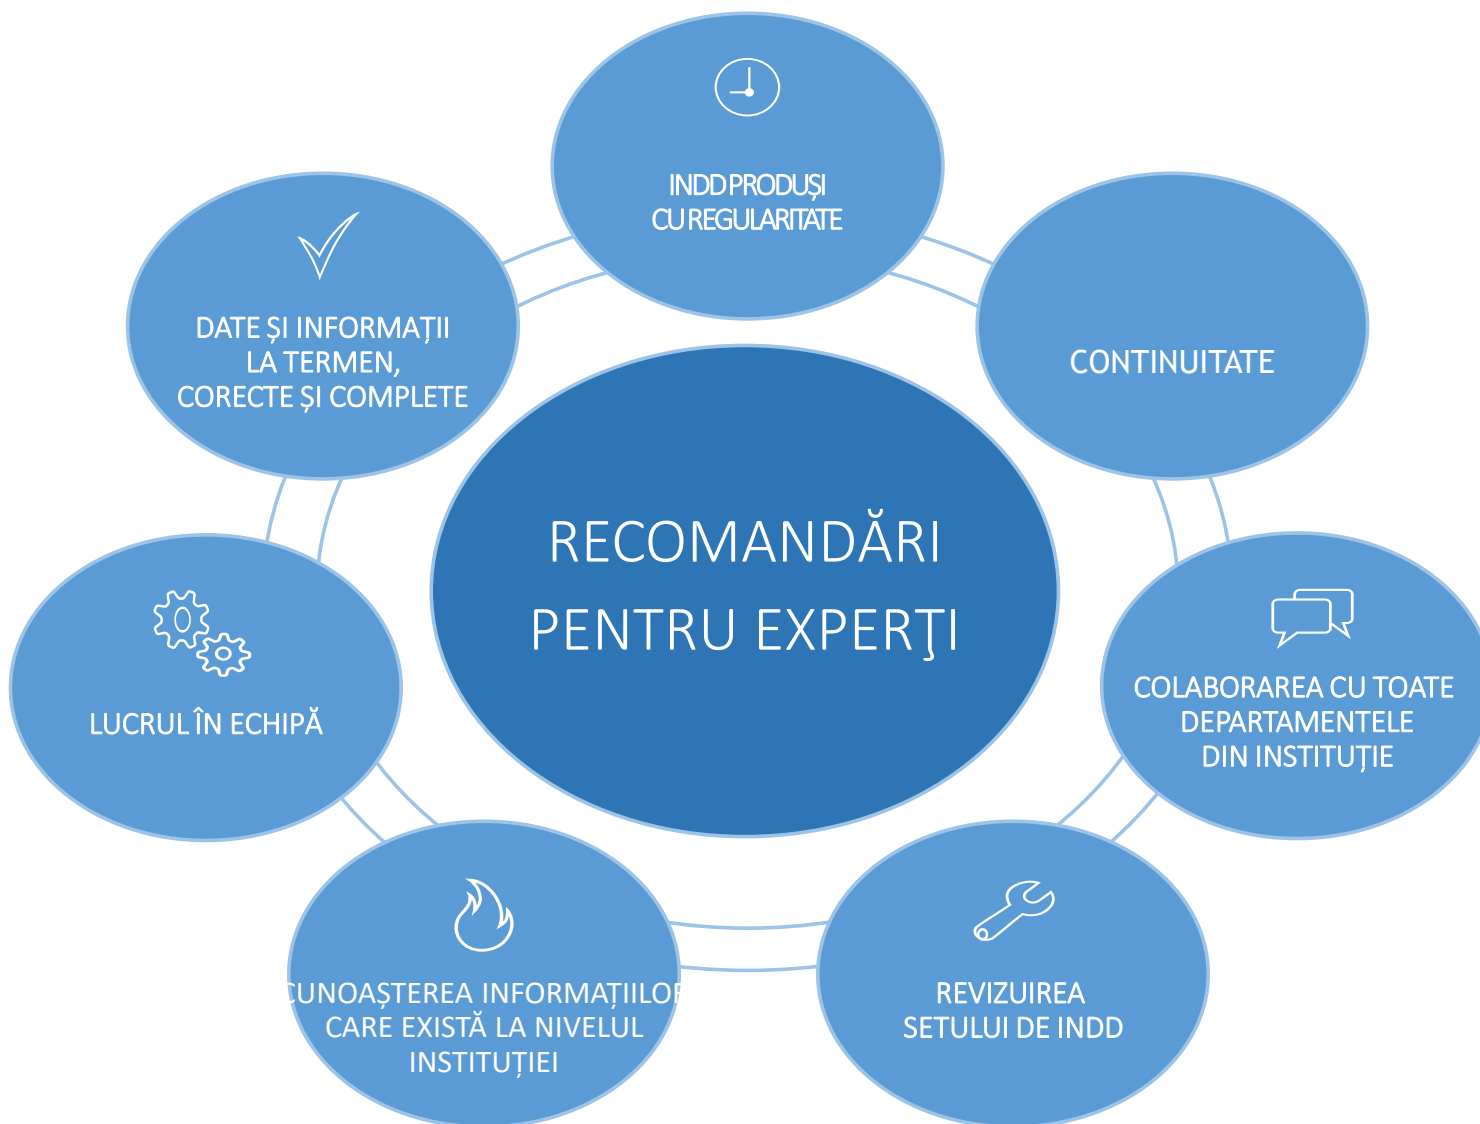 INDD PRODUȘI
CU REGULARITATE
DATE ȘI INFORMAȚII
LA TERMEN,
CORECTE ȘI COMPLETE
CONTINUITATE
RECOMANDĂRI
PENTRU EXPERŢI
LUCRUL ÎN ECHIPĂ
COLABORAREA CU TOATE
DEPARTAMENTELE
DIN INSTITUȚIE
CUNOAȘTEREA INFORMAȚIILOR
CARE EXISTĂ LA NIVELUL
INSTITUȚIEI
REVIZUIREA
SETULUI DE INDD